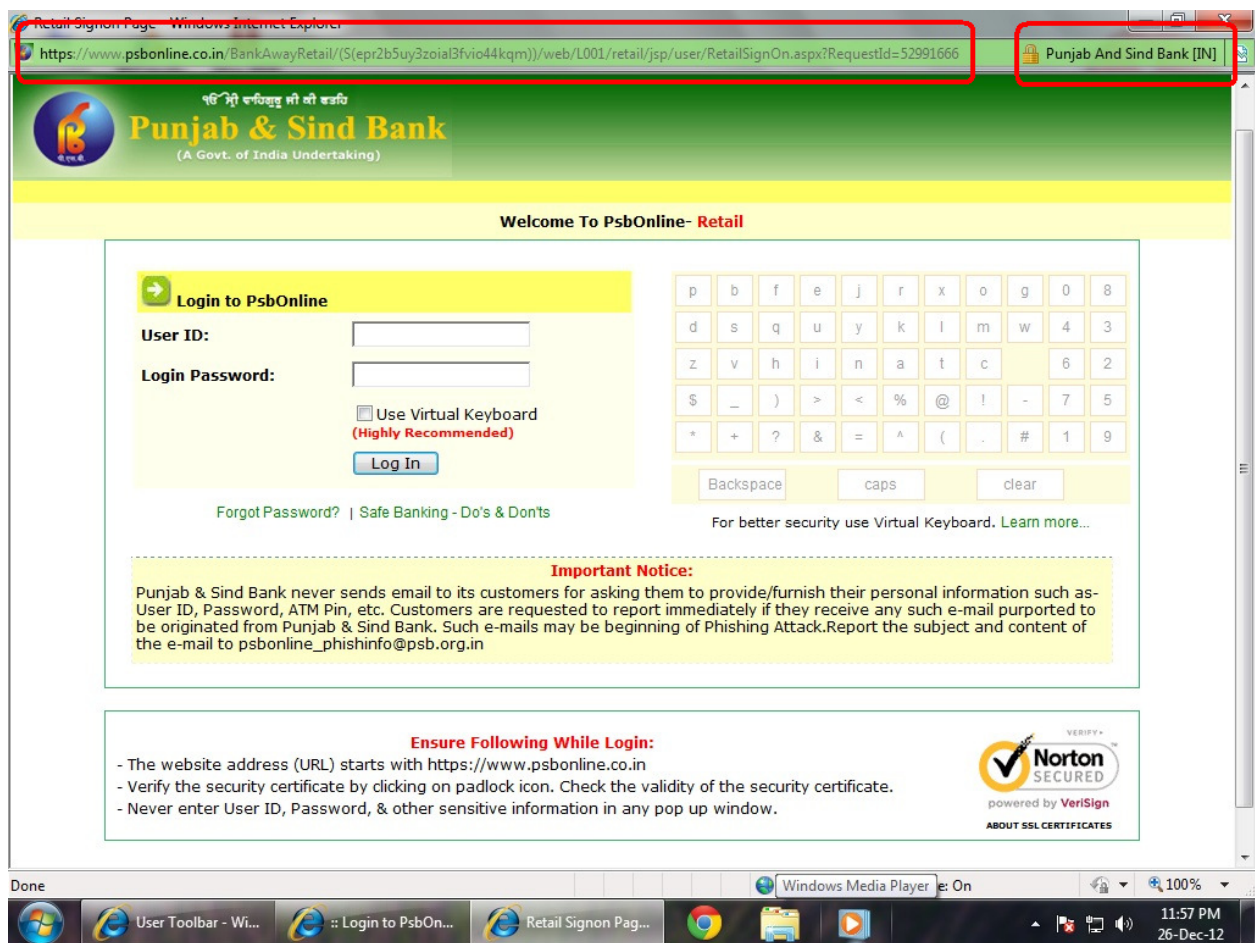 Retail Signon Page - Windows Internet Explorer
https://www.psbonline.co.in/BankAwayRetail/(S(epr2b5uy3zoial3fvio44kqm))/web/L001/retail/jsp/user/RetailSignOn.aspx?RequestId=52991666
Punjab And Sind Bank [IN]
ੴ ਸ੍ਰੀ ਵਾਹਿਗੁਰੂ ਜੀ ਕੀ ਫਤਹਿ
Punjab & Sind Bank
(A Govt. of India Undertaking)
पी.एस.बी.
Welcome To PsbOnline- Retail
Login to PsbOnline
User ID:
Login Password:
Use Virtual Keyboard
(Highly Recommended)
Log In
Forgot Password? | Safe Banking - Do's & Don'ts
p b f e j r x o g 0 8
d s q u y k l m w 4 3
z v h i n a t c 6 2
$ _ ) > < % @ ! - 7 5
* + ? & = ^ ( . # 1 9
Backspace caps clear
For better security use Virtual Keyboard. Learn more...
Important Notice:
Punjab & Sind Bank never sends email to its customers for asking them to provide/furnish their personal information such as-
User ID, Password, ATM Pin, etc. Customers are requested to report immediately if they receive any such e-mail purported to
be originated from Punjab & Sind Bank. Such e-mails may be beginning of Phishing Attack.Report the subject and content of
the e-mail to psbonline_phishinfo@psb.org.in
Ensure Following While Login:
- The website address (URL) starts with https://www.psbonline.co.in
- Verify the security certificate by clicking on padlock icon. Check the validity of the security certificate.
- Never enter User ID, Password, & other sensitive information in any pop up window.
VERIFY
Norton
SECURED
powered by VeriSign
ABOUT SSL CERTIFICATES
Done
Windows Media Player
e: On
100%
User Toolbar - Wi...
:: Login to PsbOn...
Retail Signon Pag...
11:57 PM
26-Dec-12